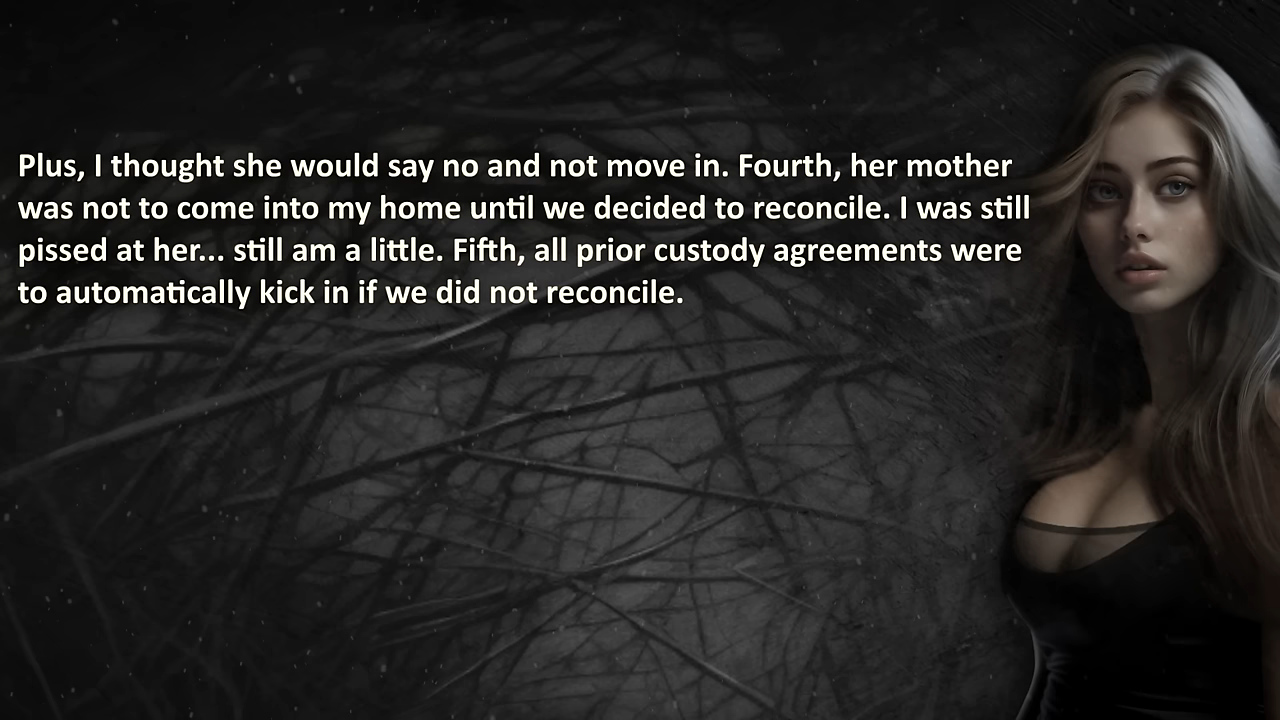 Plus, I thought she would say no and not move in. Fourth, her mother
was not to come into my home until we decided to reconcile. I was still
pissed at her... still am a little. Fifth, all prior custody agreements were
to automatically kick in if we did not reconcile.